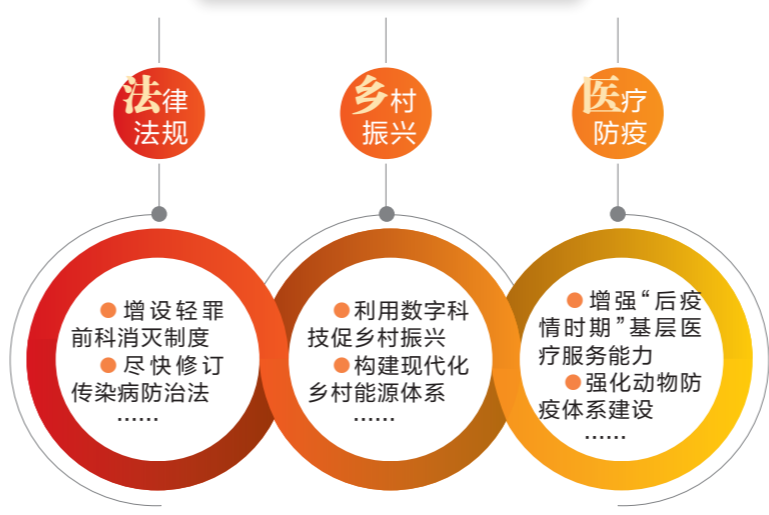 法律
法规
乡村
振兴
医疗
防疫
●增设轻罪
前科消灭制度
●尽快修订
传染病防治法
……
●利用数字科
技促乡村振兴
●构建现代化
乡村能源体系
……
●增强“后疫
情时期”基层医
疗服务能力
●强化动物防
疫体系建设
……